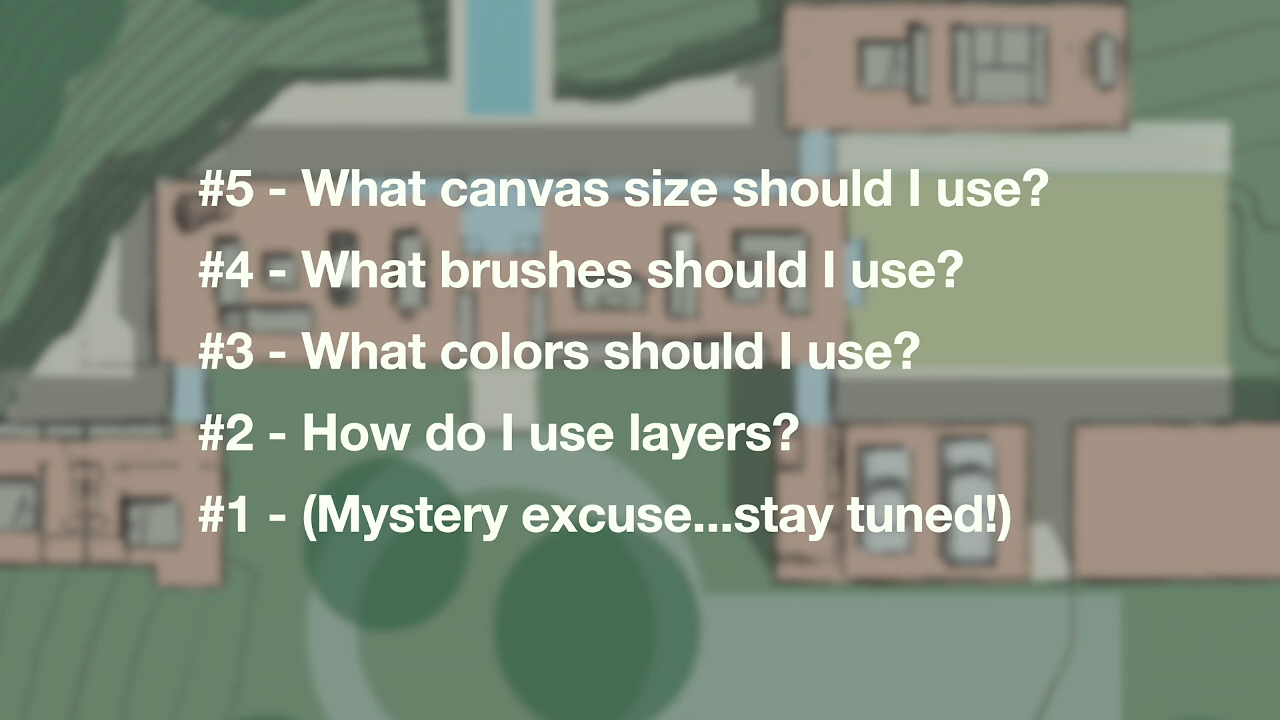 #5 - What canvas size should I use?
#4 - What brushes should I use?
#3 - What colors should I use?
#2 - How do I use layers?
#1 - (Mystery excuse...stay tuned!)